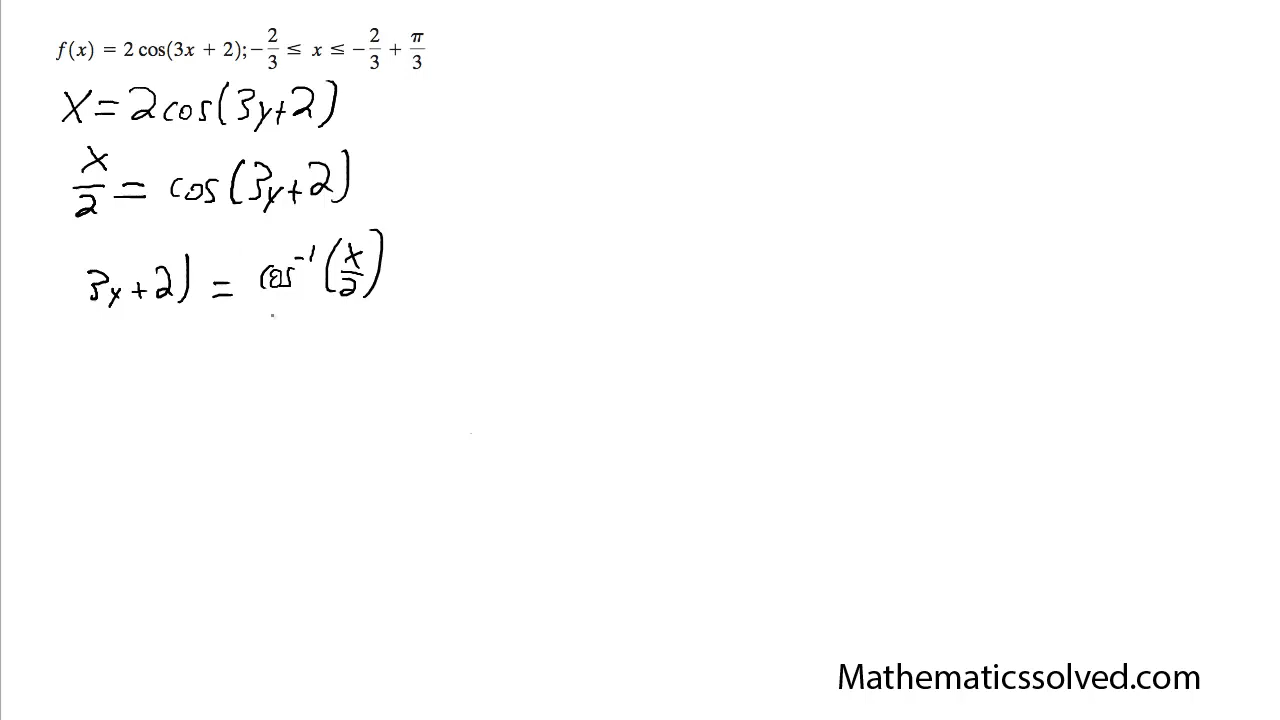 f(x) = 2 cos(3x + 2); -2/3 ≤ x ≤ -2/3 + π/3
x = 2cos(3y+2)
x/2 = cos(3y+2)
3y+2) = cos⁻¹(x/2)
Mathematicssolved.com